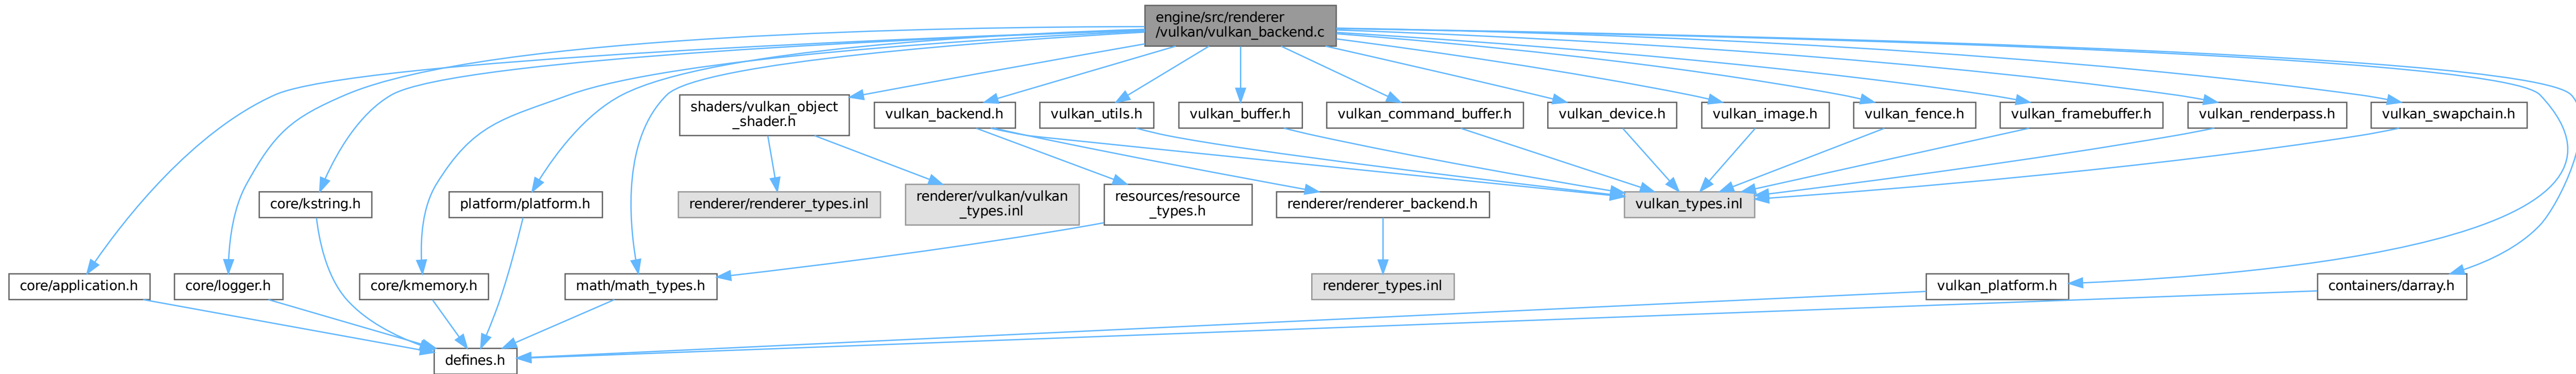 engine/src/renderer
/vulkan/vulkan_backend.c
shaders/vulkan_object
_shader.h
vulkan_backend.h
vulkan_utils.h
vulkan_buffer.h
vulkan_command_buffer.h
vulkan_device.h
vulkan_image.h
vulkan_fence.h
vulkan_framebuffer.h
vulkan_renderpass.h
vulkan_swapchain.h
core/kstring.h
platform/platform.h
renderer/renderer_types.inl
renderer/vulkan/vulkan
_types.inl
resources/resource
_types.h
renderer/renderer_backend.h
vulkan_types.inl
core/application.h
core/logger.h
core/kmemory.h
math/math_types.h
renderer_types.inl
vulkan_platform.h
containers/darray.h
defines.h